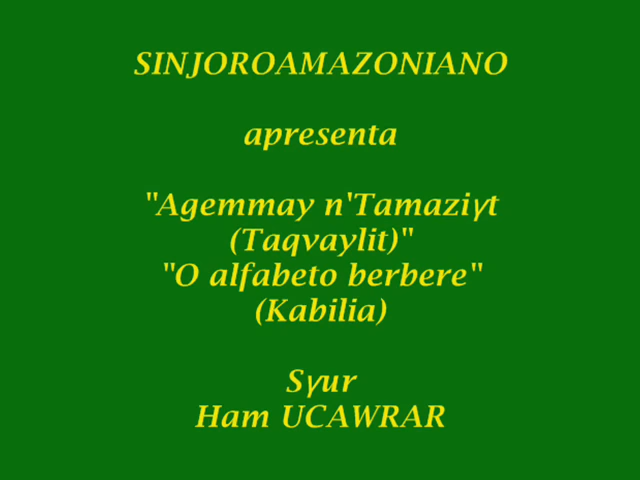 SINJOROAMAZONIANO
apresenta
"Agemmay n'Tamaziγt
(Taqvaylit)"
"O alfabeto berbere"
(Kabilia)
Sγur
Ham UCAWRAR